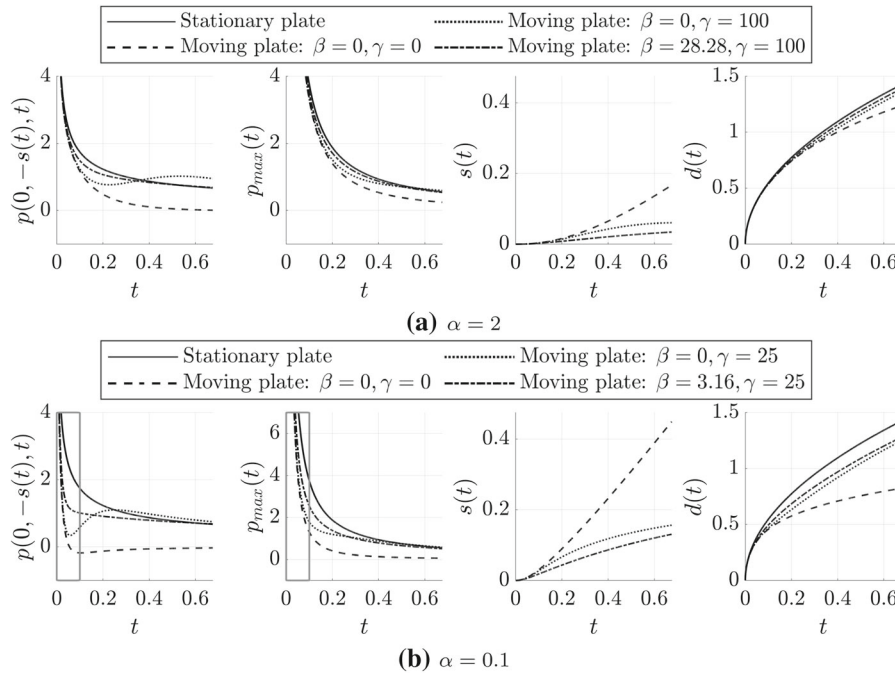 Stationary plate
Moving plate: β = 0, γ = 0
Moving plate: β = 0, γ = 100
Moving plate: β = 28.28, γ = 100
p(0, −s(t), t)
4
2
0
0 0.2 0.4 0.6
t
p_max(t)
4
2
0
0 0.2 0.4 0.6
t
s(t)
0.4
0.2
0
0 0.2 0.4 0.6
t
d(t)
1.5
1
0.5
0
0 0.2 0.4 0.6
t
(a) α = 2
Stationary plate
Moving plate: β = 0, γ = 0
Moving plate: β = 0, γ = 25
Moving plate: β = 3.16, γ = 25
p(0, −s(t), t)
4
2
0
0 0.2 0.4 0.6
t
p_max(t)
6
4
2
0
0 0.2 0.4 0.6
t
s(t)
0.4
0.2
0
0 0.2 0.4 0.6
t
d(t)
1.5
1
0.5
0
0 0.2 0.4 0.6
t
(b) α = 0.1